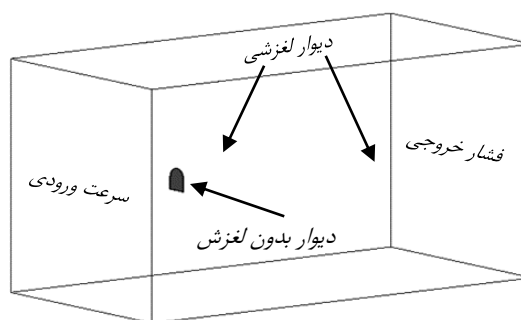 دیوار لغزشی
فشار خروجی
سرعت ورودی
دیوار بدون لغزش